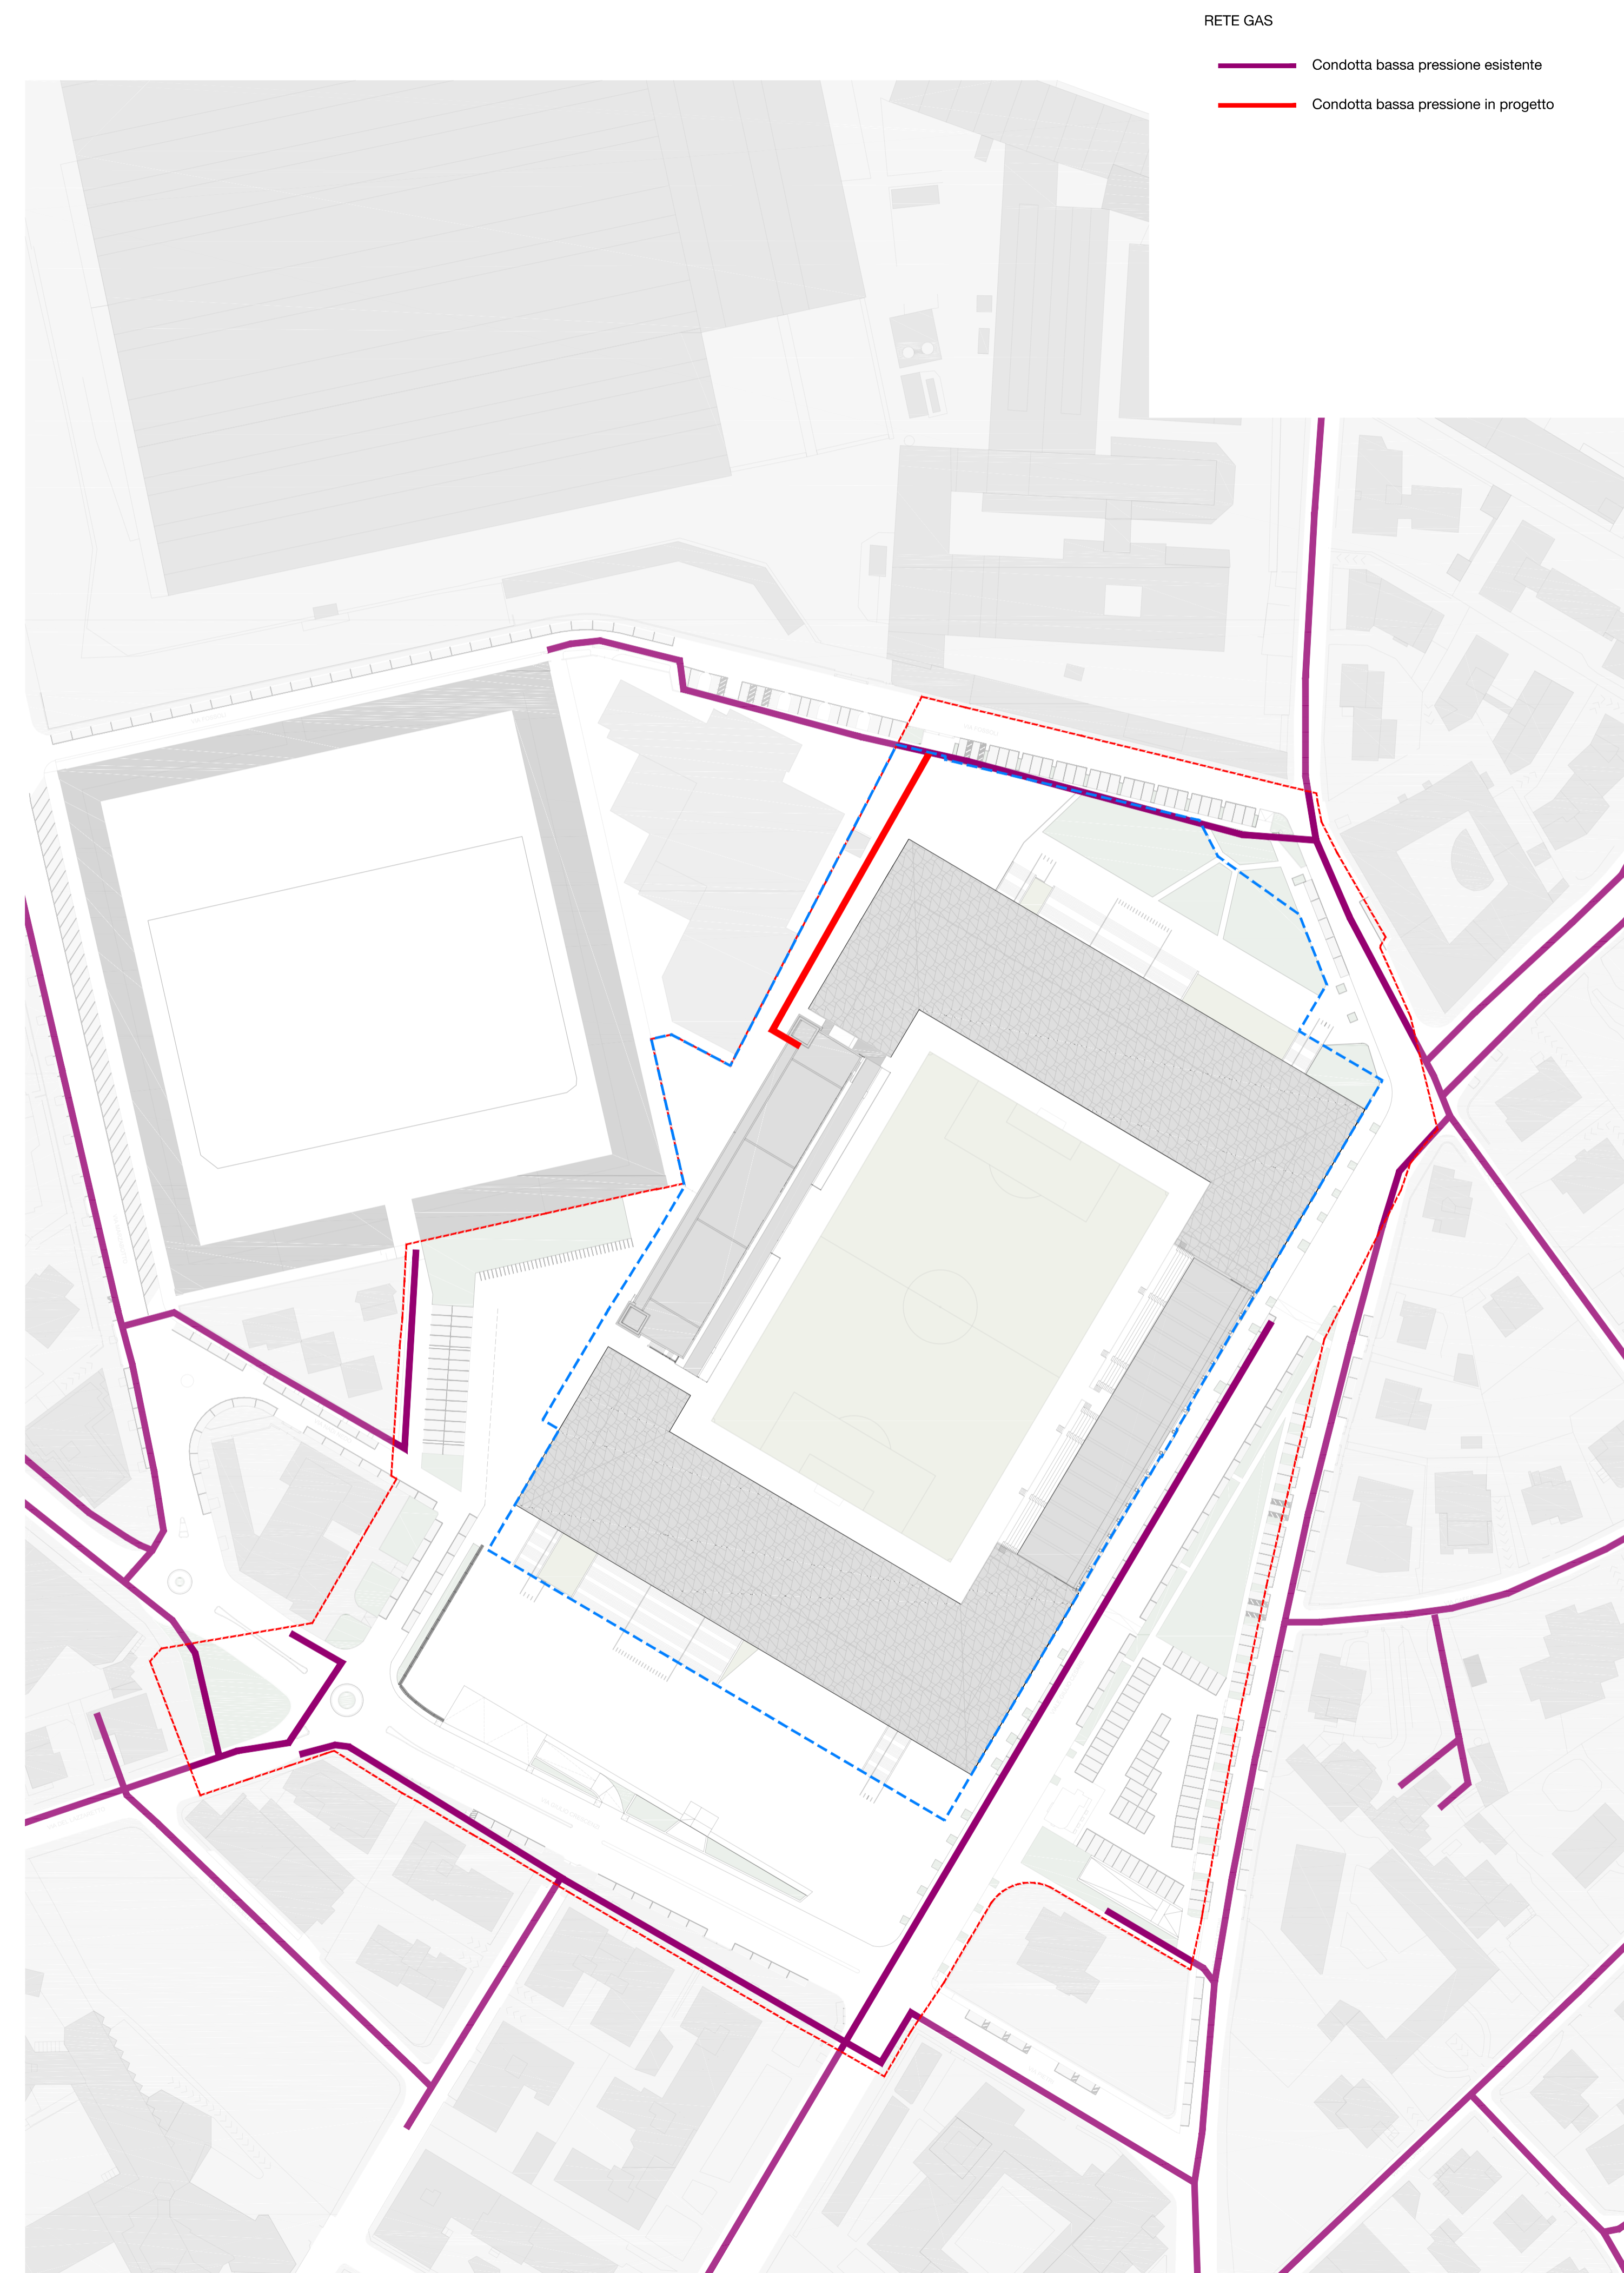 RETE GAS
Condotta bassa pressione esistente
Condotta bassa pressione in progetto